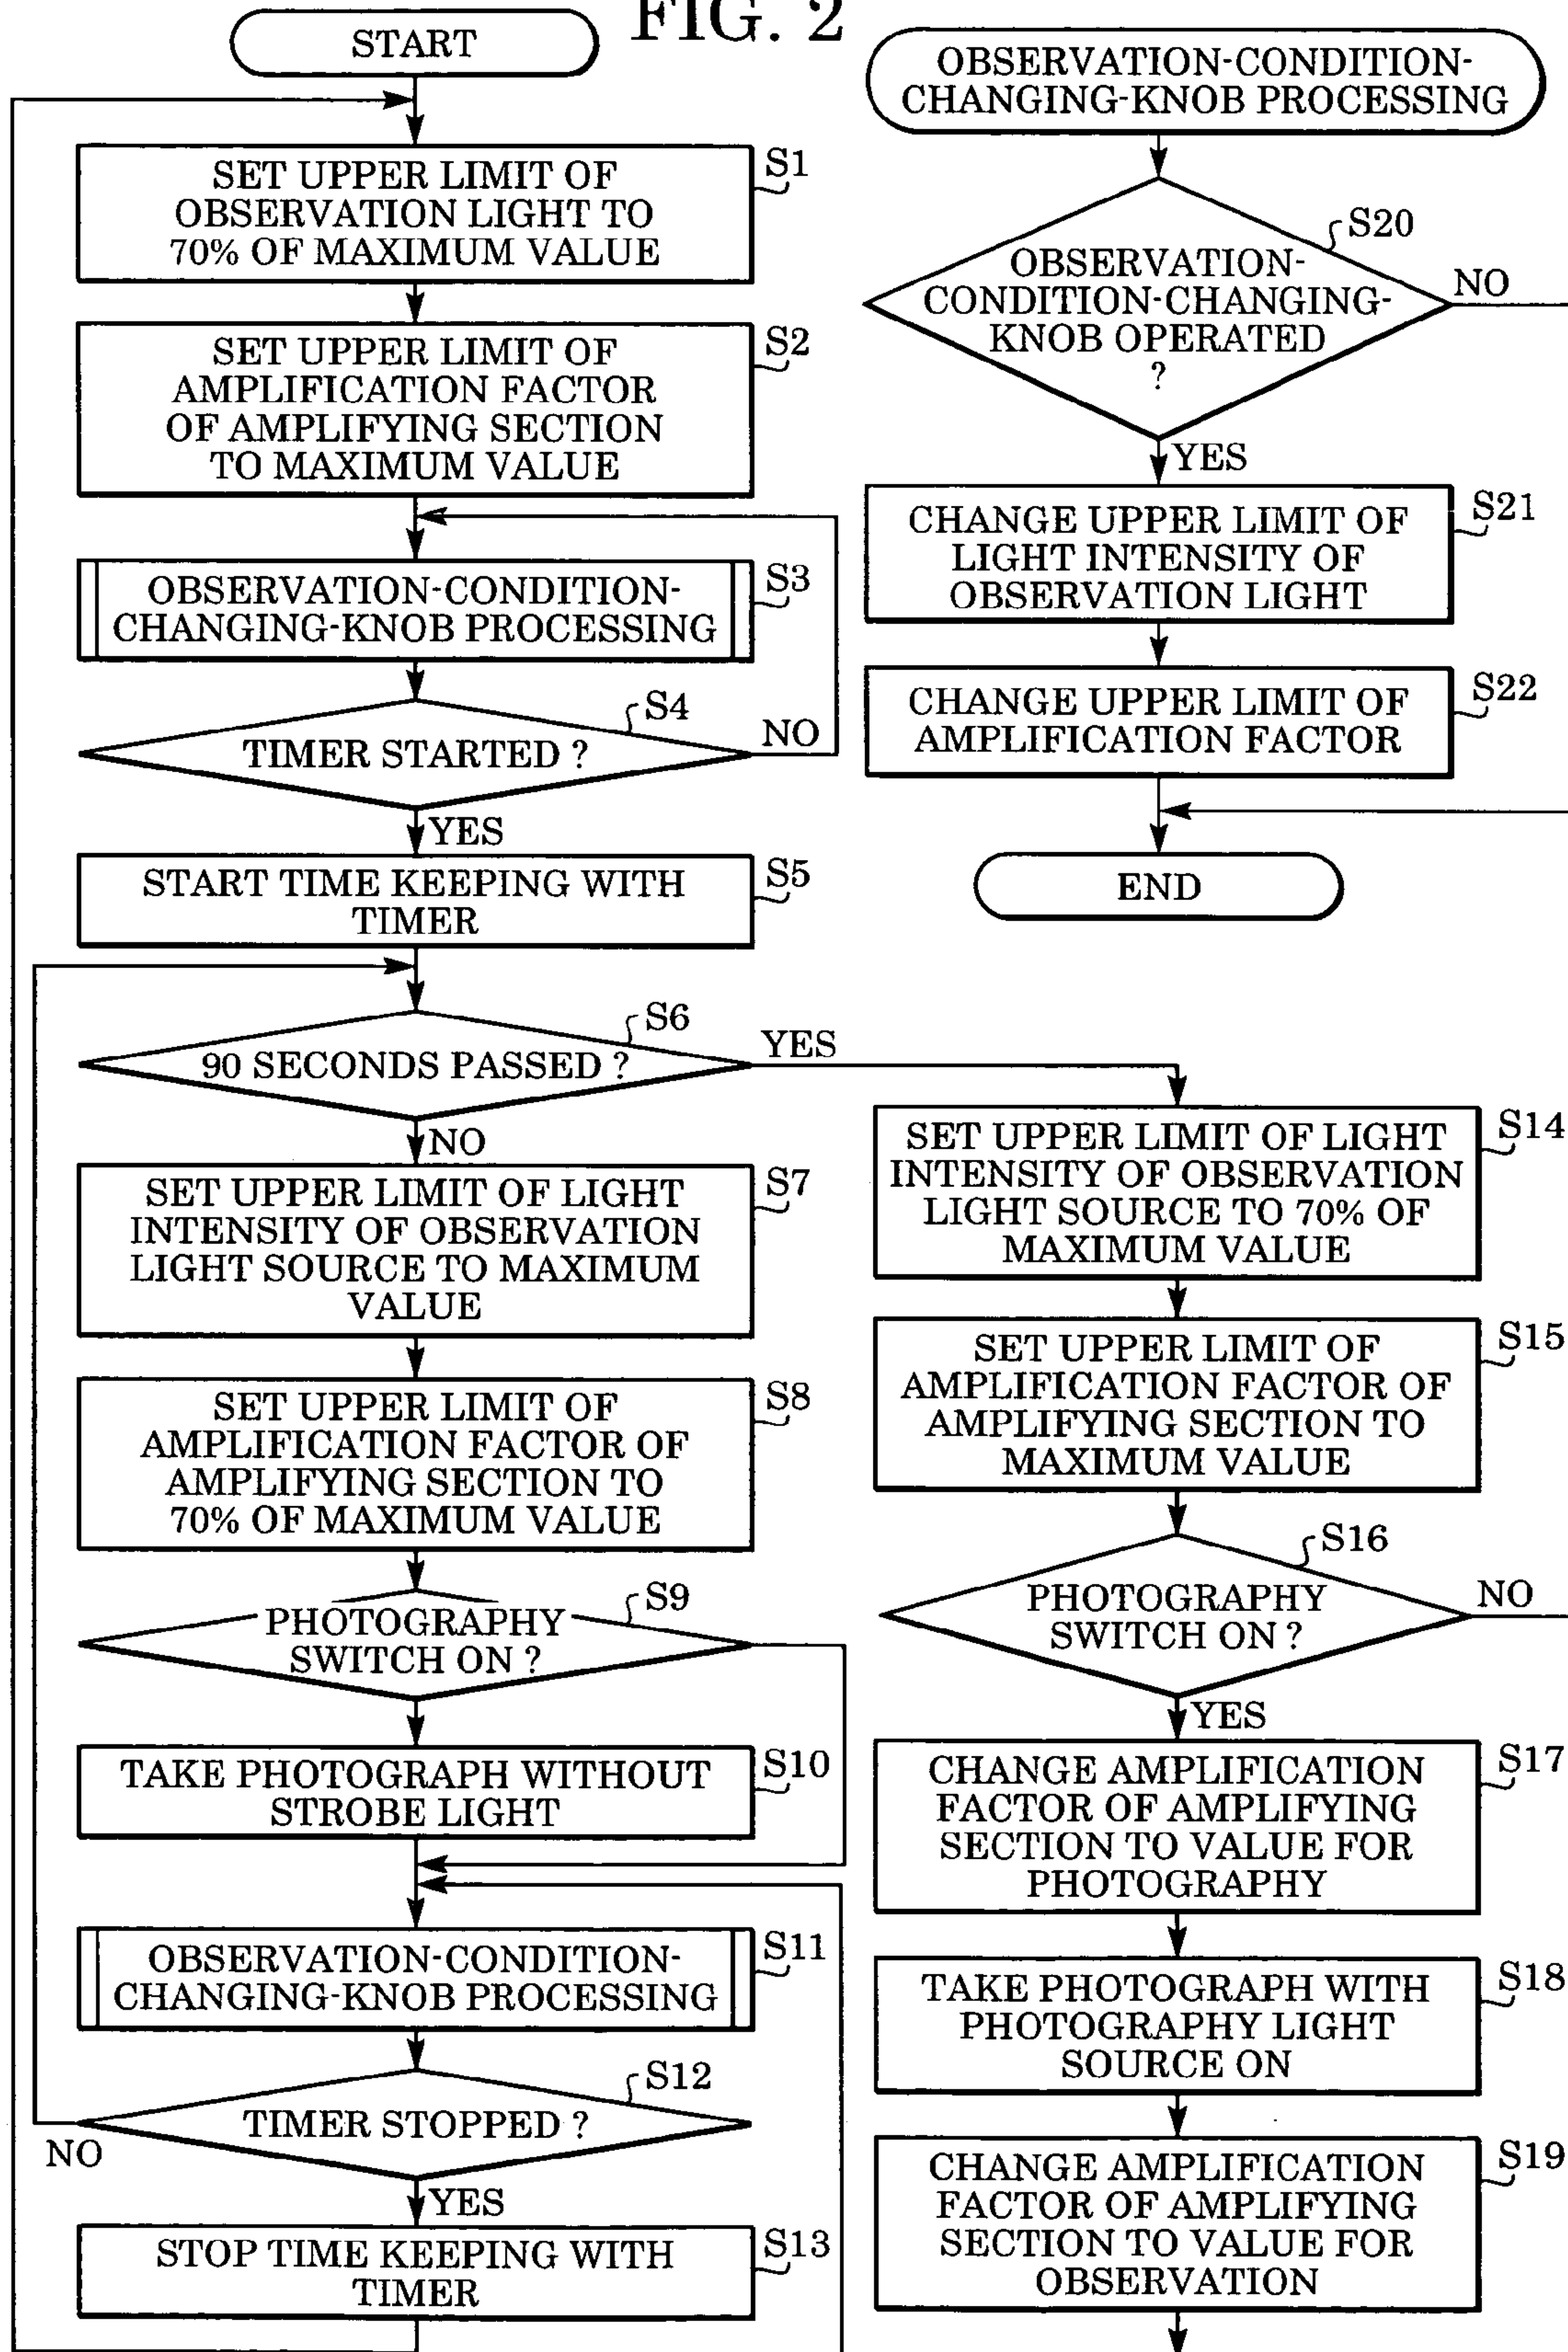 FIG. 2
START
SET UPPER LIMIT OF
OBSERVATION LIGHT TO
70% OF MAXIMUM VALUE
S1
SET UPPER LIMIT OF
AMPLIFICATION FACTOR
OF AMPLIFYING SECTION
TO MAXIMUM VALUE
S2
OBSERVATION-CONDITION-
CHANGING-KNOB PROCESSING
S3
TIMER STARTED ?
S4
NO
YES
START TIME KEEPING WITH
TIMER
S5
90 SECONDS PASSED ?
S6
YES
NO
SET UPPER LIMIT OF LIGHT
INTENSITY OF OBSERVATION
LIGHT SOURCE TO MAXIMUM
VALUE
S7
SET UPPER LIMIT OF
AMPLIFICATION FACTOR OF
AMPLIFYING SECTION TO
70% OF MAXIMUM VALUE
S8
PHOTOGRAPHY
SWITCH ON ?
S9
TAKE PHOTOGRAPH WITHOUT
STROBE LIGHT
S10
OBSERVATION-CONDITION-
CHANGING-KNOB PROCESSING
S11
TIMER STOPPED ?
S12
NO
YES
STOP TIME KEEPING WITH
TIMER
S13
OBSERVATION-CONDITION-
CHANGING-KNOB PROCESSING
S20
OBSERVATION-
CONDITION-CHANGING-
KNOB OPERATED
?
NO
YES
CHANGE UPPER LIMIT OF
LIGHT INTENSITY OF
OBSERVATION LIGHT
S21
CHANGE UPPER LIMIT OF
AMPLIFICATION FACTOR
S22
END
SET UPPER LIMIT OF LIGHT
INTENSITY OF OBSERVATION
LIGHT SOURCE TO 70% OF
MAXIMUM VALUE
S14
SET UPPER LIMIT OF
AMPLIFICATION FACTOR OF
AMPLIFYING SECTION TO
MAXIMUM VALUE
S15
PHOTOGRAPHY
SWITCH ON ?
S16
NO
YES
CHANGE AMPLIFICATION
FACTOR OF AMPLIFYING
SECTION TO VALUE FOR
PHOTOGRAPHY
S17
TAKE PHOTOGRAPH WITH
PHOTOGRAPHY LIGHT
SOURCE ON
S18
CHANGE AMPLIFICATION
FACTOR OF AMPLIFYING
SECTION TO VALUE FOR
OBSERVATION
S19